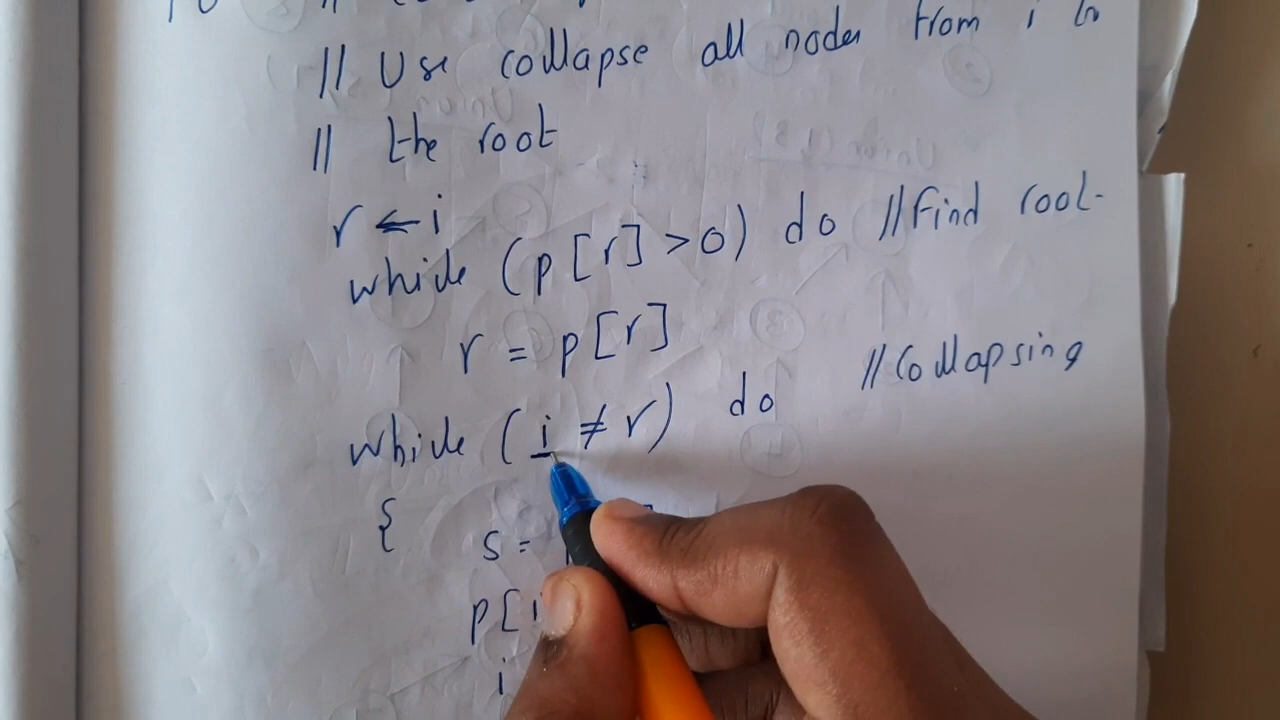 // Use collapse all nodes from i to
// the root
r ← i
while (p[r] > 0) do // Find root
r = p[r]
while (i ≠ r) do // Collapsing
{ s =
p[i
i